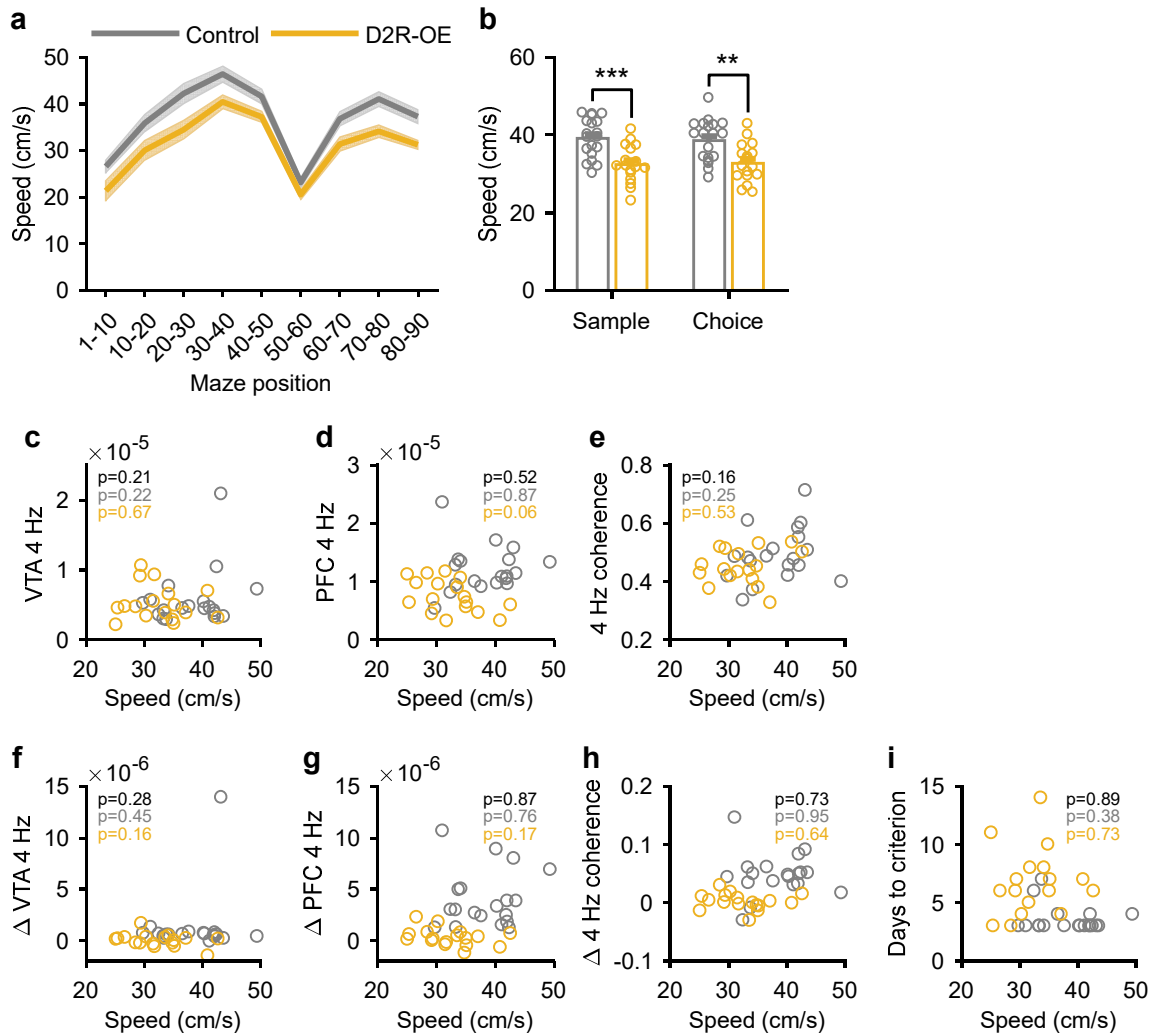 a
Control
D2R-OE
50
40
30
20
10
0
Speed (cm/s)
1-10
10-20
20-30
30-40
40-50
50-60
60-70
70-80
80-90
Maze position
b
60
40
20
0
Speed (cm/s)
***
**
Sample
Choice
c
× 10-5
p=0.21
p=0.22
p=0.67
2
1
0
VTA 4 Hz
20
30
40
50
Speed (cm/s)
d
× 10-5
p=0.52
p=0.87
p=0.06
3
2
1
0
PFC 4 Hz
20
30
40
50
Speed (cm/s)
e
p=0.16
p=0.25
p=0.53
0.8
0.6
0.4
0.2
4 Hz coherence
20
30
40
50
Speed (cm/s)
f
× 10-6
p=0.28
p=0.45
p=0.16
15
10
5
0
Δ VTA 4 Hz
20
30
40
50
Speed (cm/s)
g
× 10-6
p=0.87
p=0.76
p=0.17
15
10
5
0
Δ PFC 4 Hz
20
30
40
50
Speed (cm/s)
h
p=0.73
p=0.95
p=0.64
0.2
0.1
0
-0.1
Δ 4 Hz coherence
20
30
40
50
Speed (cm/s)
i
p=0.89
p=0.38
p=0.73
15
10
5
0
Days to criterion
20
30
40
50
Speed (cm/s)